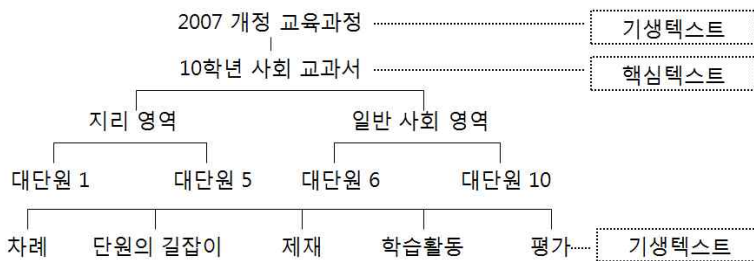 2007 개정 교육과정 기생텍스트
10학년 사회 교과서 핵심텍스트
지리 영역 일반 사회 영역
대단원 1 대단원 5 대단원 6 대단원 10
차례 단원의 길잡이 제재 학습활동 평가 기생텍스트